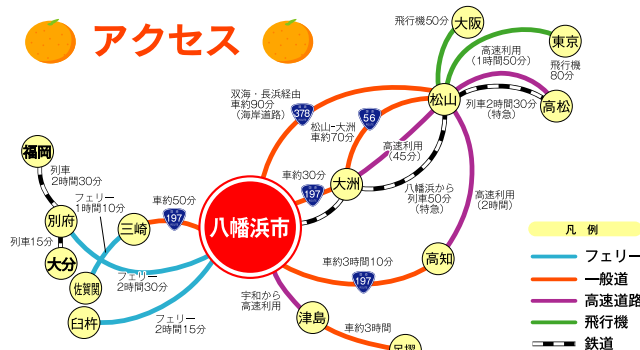 アクセス
飛行機50分
大阪
東京
高速利用
(1時間50分)
飛行機
80分
双海・長浜経由
車約90分
(海岸道路)
378
松山-大洲
車約70分
56
松山
列車2時間30分
(特急)
高松
高速利用
(45分)
福岡
列車
2時間30分
フェリー
1時間10分
車約50分
197
車約30分
197
大洲
八幡浜から
列車50分
(特急)
高速利用
(2時間)
別府
三崎
八幡浜市
列車15分
大分
佐賀関
フェリー
2時間30分
臼杵
フェリー
2時間15分
車約3時間10分
197
高知
宇和から
高速利用
津島
車約3時間
足摺
凡例
フェリー
一般道
高速道路
飛行機
鉄道